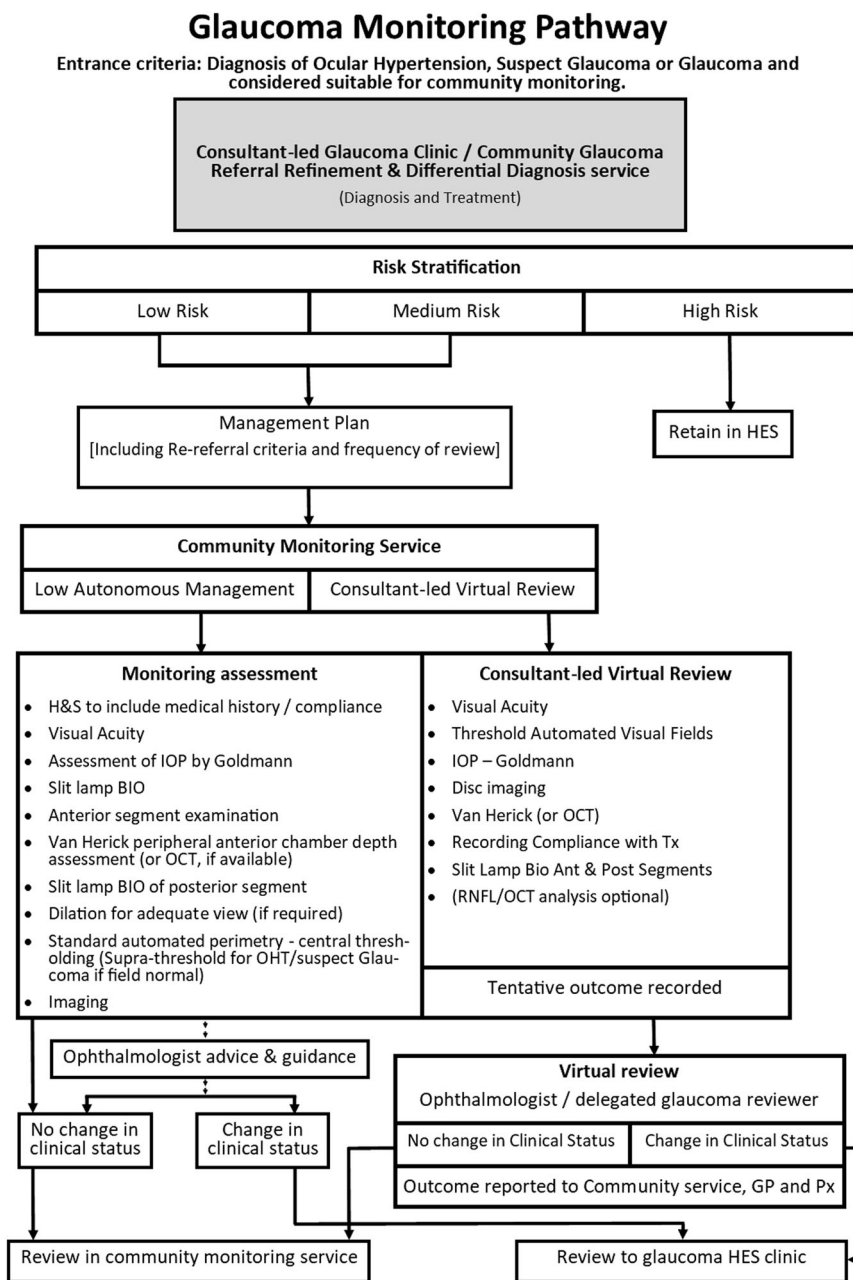 Glaucoma Monitoring Pathway
Entrance criteria: Diagnosis of Ocular Hypertension, Suspect Glaucoma or Glaucoma and
considered suitable for community monitoring.
Consultant-led Glaucoma Clinic / Community Glaucoma
Referral Refinement & Differential Diagnosis service
(Diagnosis and Treatment)
Risk Stratification
Low Risk
Medium Risk
High Risk
Management Plan
[Including Re-referral criteria and frequency of review]
Retain in HES
Community Monitoring Service
Low Autonomous Management
Consultant-led Virtual Review
Monitoring assessment
• H&S to include medical history / compliance
• Visual Acuity
• Assessment of IOP by Goldmann
• Slit lamp BIO
• Anterior segment examination
• Van Herick peripheral anterior chamber depth
assessment (or OCT, if available)
• Slit lamp BIO of posterior segment
• Dilation for adequate view (if required)
• Standard automated perimetry - central thresh-
olding (Supra-threshold for OHT/suspect Glau-
coma if field normal)
• Imaging
Consultant-led Virtual Review
• Visual Acuity
• Threshold Automated Visual Fields
• IOP – Goldmann
• Disc imaging
• Van Herick (or OCT)
• Recording Compliance with Tx
• Slit Lamp Bio Ant & Post Segments
• (RNFL/OCT analysis optional)
Tentative outcome recorded
Ophthalmologist advice & guidance
No change in
clinical status
Change in
clinical status
Virtual review
Ophthalmologist / delegated glaucoma reviewer
No change in Clinical Status
Change in Clinical Status
Outcome reported to Community service, GP and Px
Review in community monitoring service
Review to glaucoma HES clinic